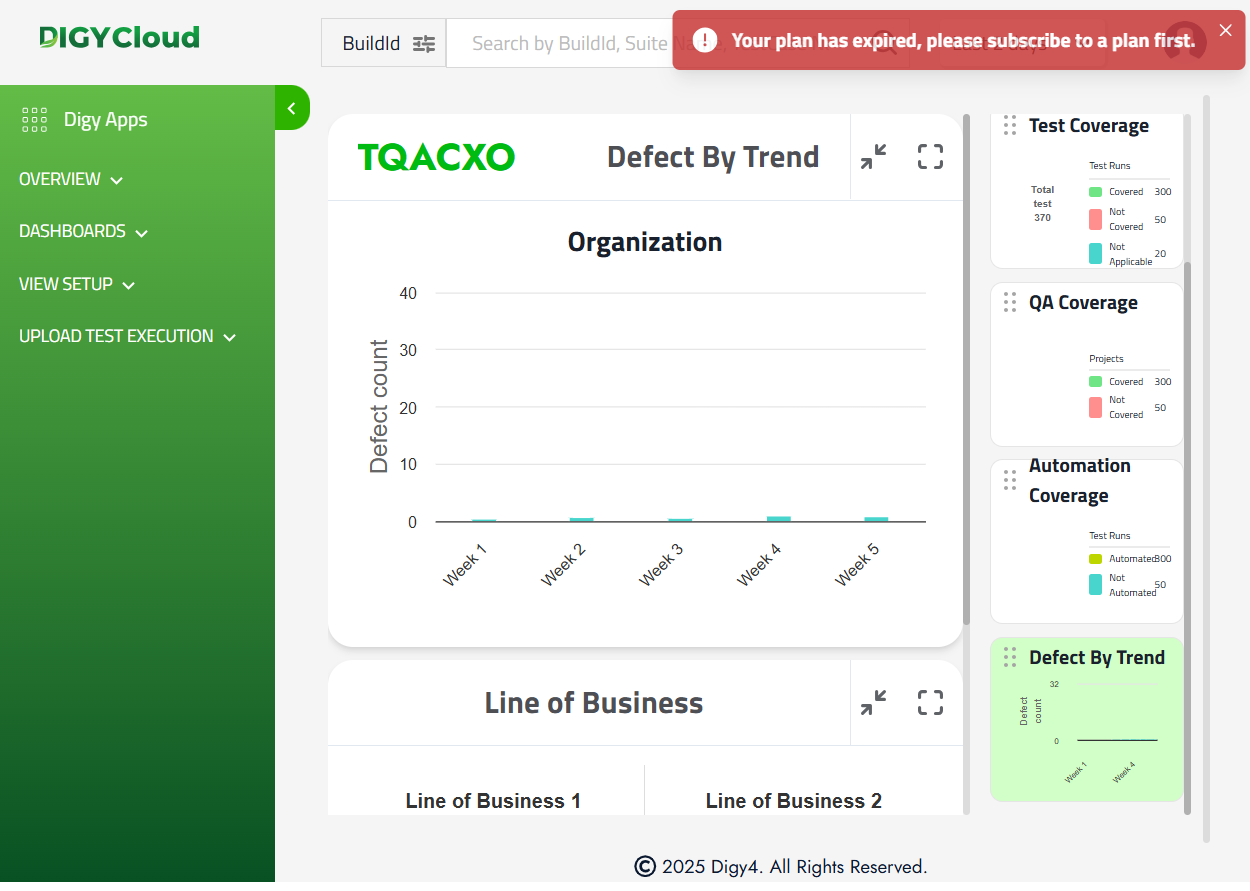 DIGYCloud
BuildId
Search by BuildId, Suite
Your plan has expired, please subscribe to a plan first.
Digy Apps
OVERVIEW
DASHBOARDS
VIEW SETUP
UPLOAD TEST EXECUTION
TQACXO
Defect By Trend
Organization
Defect count
40
30
20
10
0
Week 1
Week 2
Week 3
Week 4
Week 5
Line of Business
Line of Business 1
Line of Business 2
Test Coverage
Total
test
370
Test Runs
Covered 300
Not
Covered 50
Not
Applicable 20
QA Coverage
Projects
Covered 300
Not
Covered 50
Automation
Coverage
Test Runs
Automated 300
Not
Automated 50
Defect By Trend
Defect
count
32
0
Week 1
Week 4
© 2025 Digy4. All Rights Reserved.